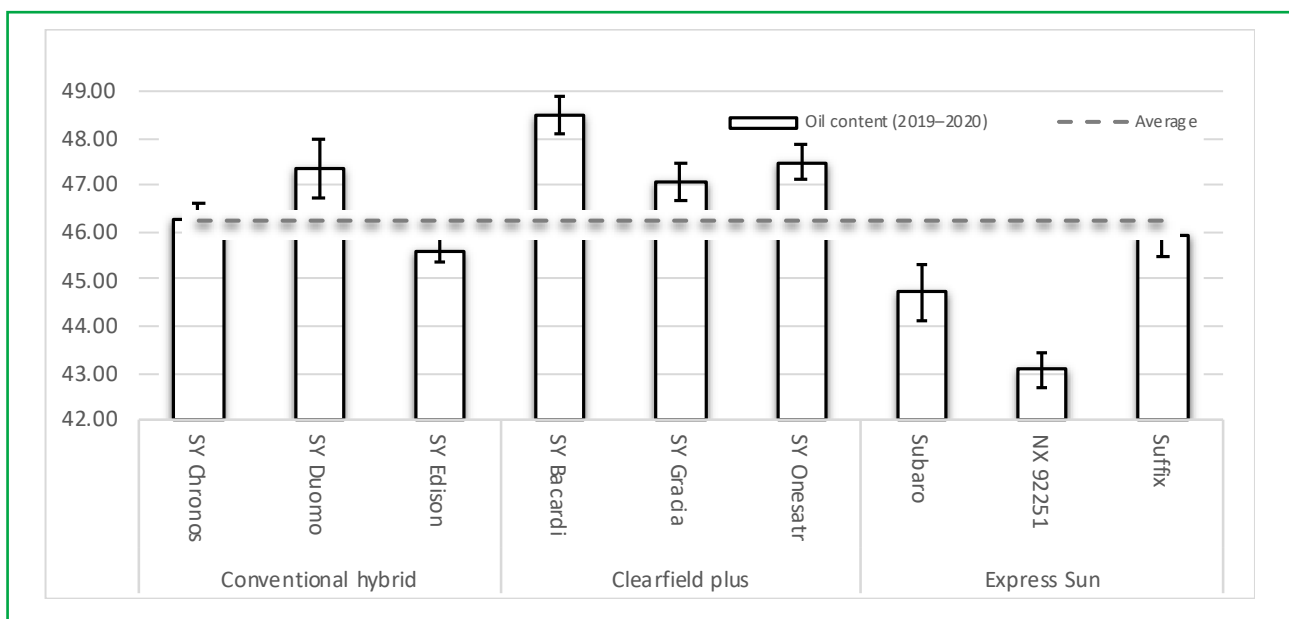 49.00
48.00
47.00
46.00
45.00
44.00
43.00
42.00
Oil content (2019–2020)
Average
SY Chronos
SY Duomo
SY Edison
SY Bacardi
SY Gracia
SY Onesatr
Subaro
NX 92251
Suffix
Conventional hybrid
Clearfield plus
Express Sun